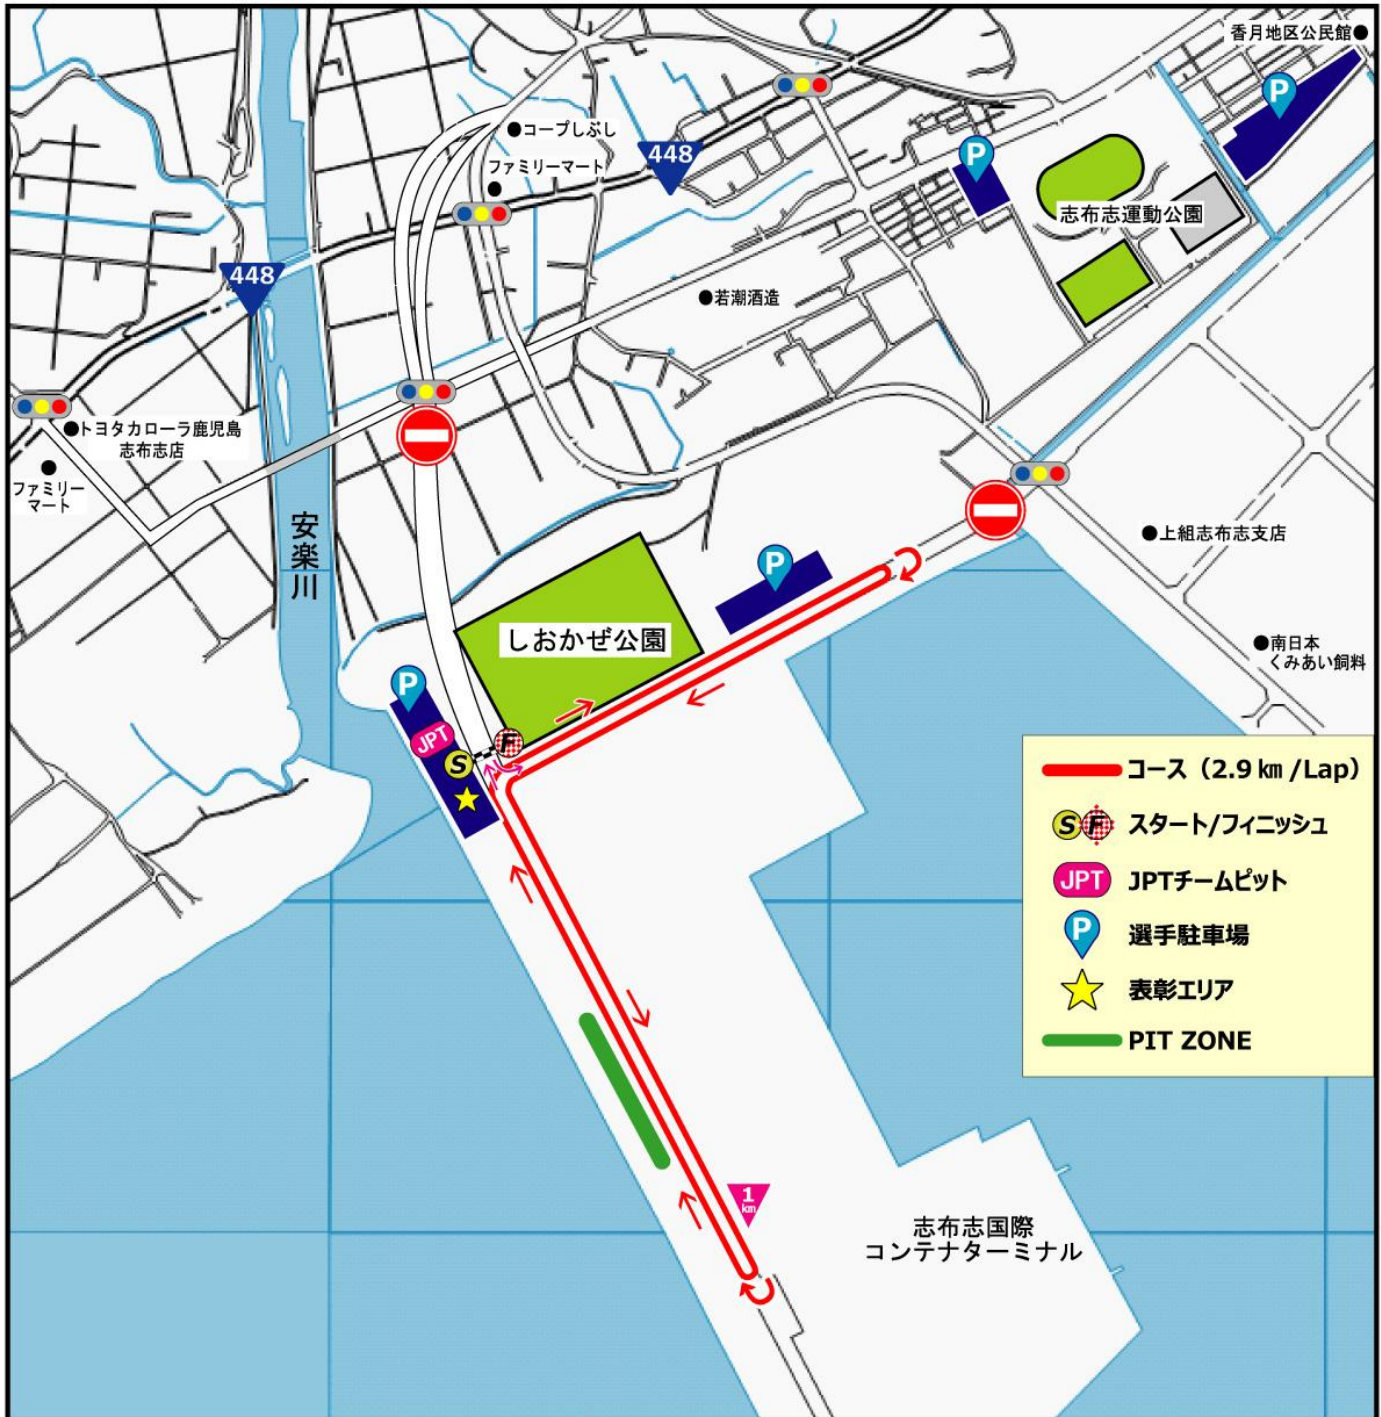 香月地区公民館
P
コープしぶし
P
448
ファミリーマート
志布志運動公園
448
若潮酒造
トヨタカローラ鹿児島
志布志店
ファミリー
マート
安楽川
上組志布志支店
P
しおかぜ公園
南日本
くみあい飼料
P
JPT
S
F
コース（2.9 km /Lap）
S F スタート/フィニッシュ
JPT JPTチームピット
P 選手駐車場
表彰エリア
PIT ZONE
1
km
志布志国際
コンテナターミナル